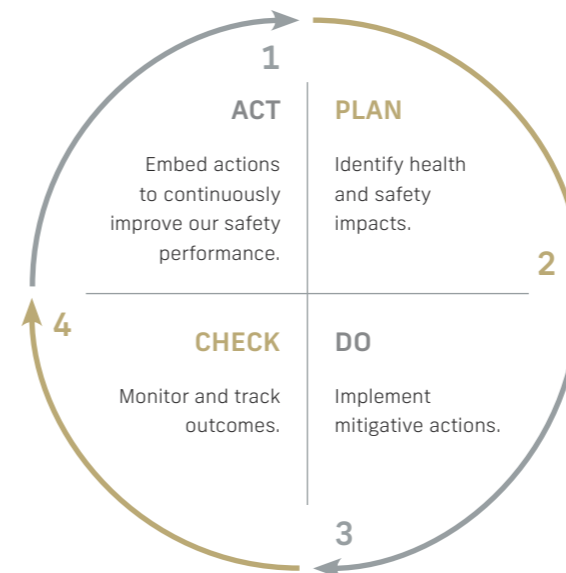 1
ACT
Embed actions
to continuously
improve our safety
performance.
PLAN
Identify health
and safety
impacts.
2
4
CHECK
Monitor and track
outcomes.
DO
Implement
mitigative actions.
3